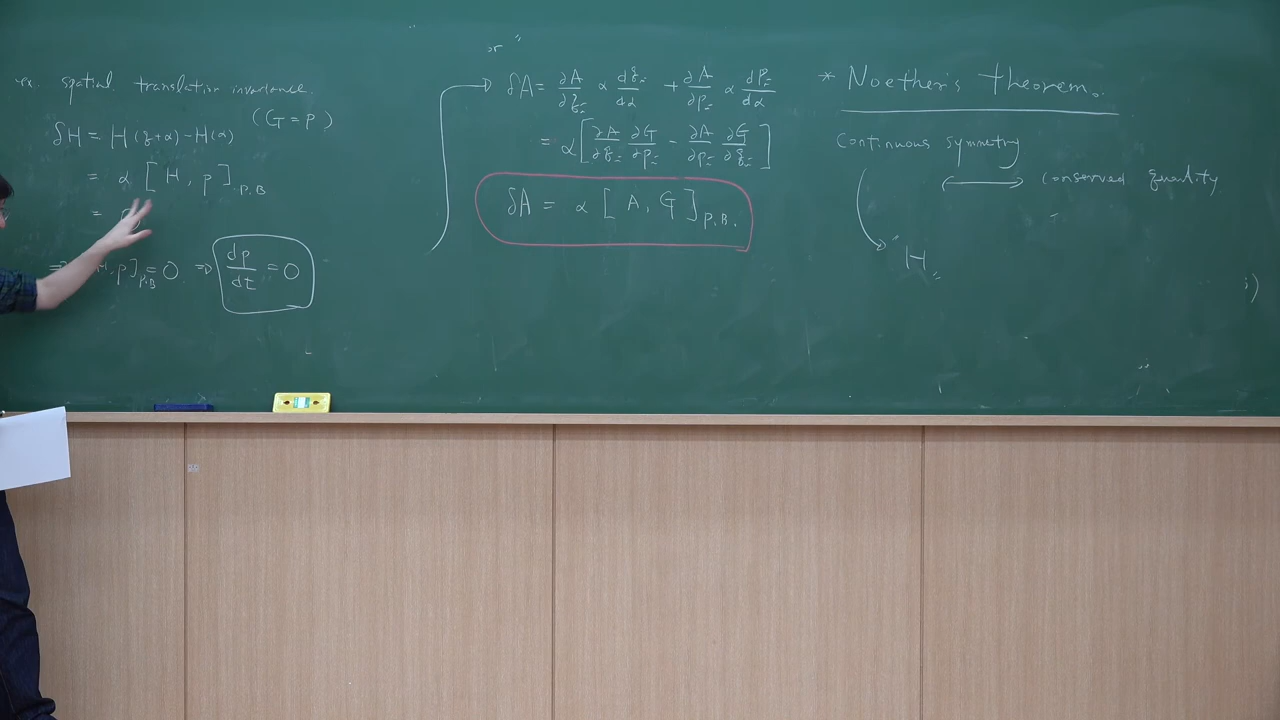 ex. spatial translation invariance.
(G = p)
δH = H(q+α) - H(α)
= α [H, p]P.B
=
, p]P.B = 0 ⇒ dp/dt = 0
or "
δA = ∂A/∂qi α dqi/dα + ∂A/∂pi α dPi/dα
= α[∂A/∂qi ∂G/∂pi - ∂A/∂pi ∂G/∂qi]
δA = α [A, G]P.B.
* Noether's theorem.
Continuous symmetry
↔ conserved quantity
"H"
i)